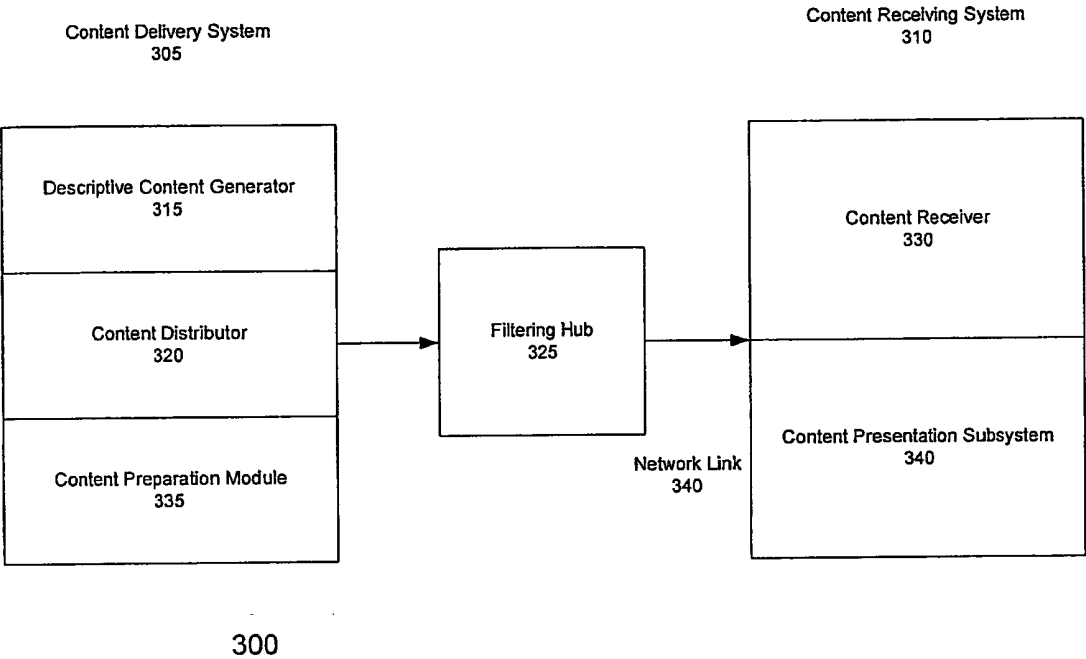 Content Delivery System
305
Content Receiving System
310
Descriptive Content Generator
315
Content Distributor
320
Content Preparation Module
335
Filtering Hub
325
Network Link
340
Content Receiver
330
Content Presentation Subsystem
340
300